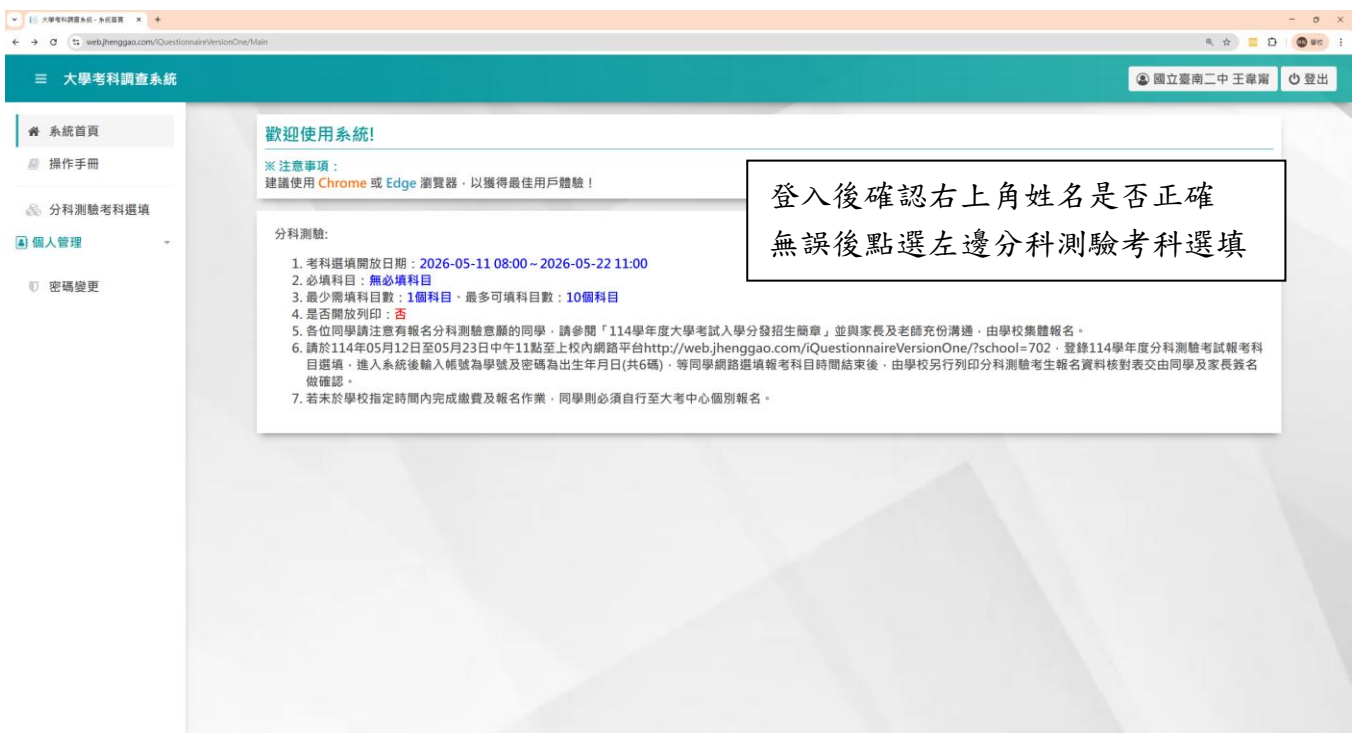 大學考科調查系統 - 系統首頁
web.jhenggao.com/iQuestionnaireVersionOne/Main
學校
大學考科調查系統
國立臺南二中 王韋甯
登出
系統首頁
操作手冊
分科測驗考科選填
個人管理
密碼變更
歡迎使用系統!
※ 注意事項：
建議使用 Chrome 或 Edge 瀏覽器，以獲得最佳用戶體驗！
登入後確認右上角姓名是否正確
無誤後點選左邊分科測驗考科選填
分科測驗:
1. 考科選填開放日期：2026-05-11 08:00 ~ 2026-05-22 11:00
2. 必填科目：無必填科目
3. 最少需填科目數：1個科目、最多可填科目數：10個科目
4. 是否開放列印：否
5. 各位同學請注意有報名分科測驗意願的同學，請參閱「114學年度大學考試入學分發招生簡章」並與家長及老師充份溝通，由學校集體報名。
6. 請於114年05月12日至05月23日中午11點至上校內網路平台http://web.jhenggao.com/iQuestionnaireVersionOne/?school=702，登錄114學年度分科測驗考試報考科
目選填，進入系統後輸入帳號為學號及密碼為出生年月日(共6碼)，等同學網路選填報考科目時間結束後，由學校另行列印分科測驗考生報名資料核對表交由同學及家長簽名
做確認。
7. 若未於學校指定時間內完成繳費及報名作業，同學則必須自行至大考中心個別報名。